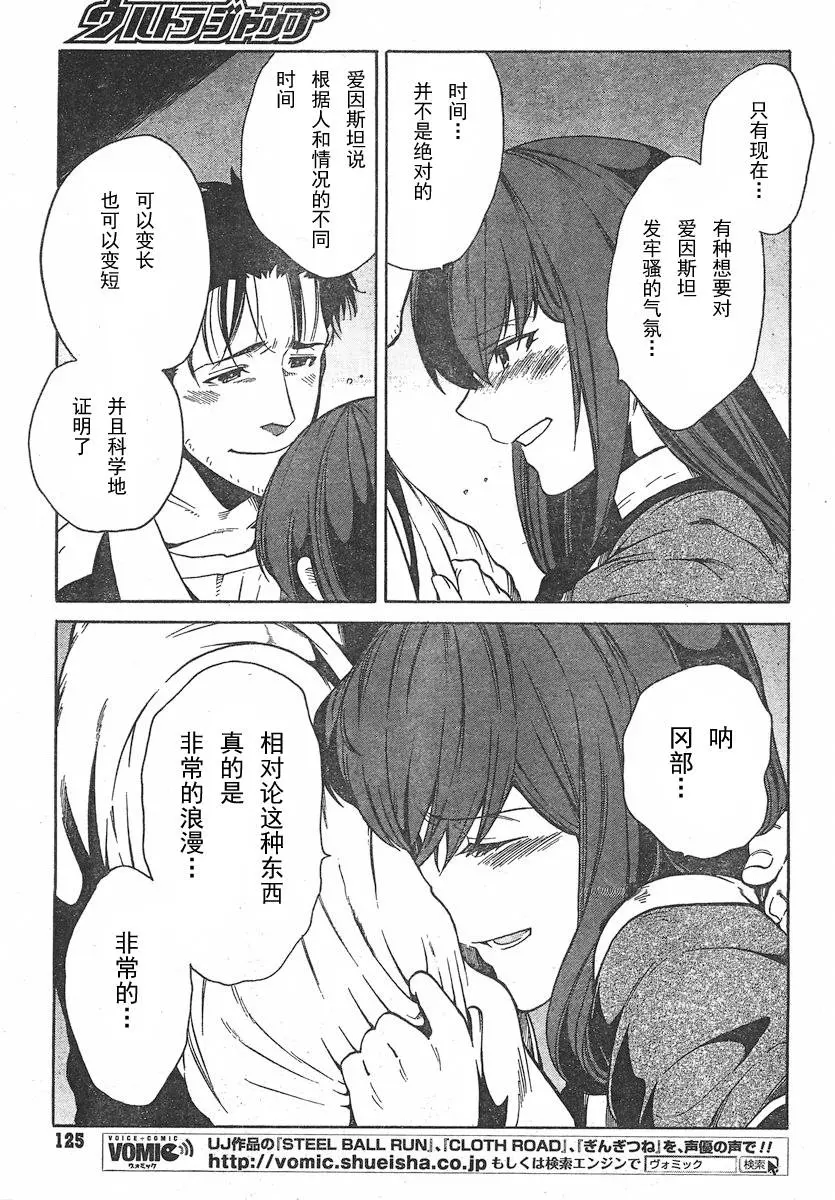 ウルトラジャンプ
只有现在…
有种想要对
爱因斯坦
发牢骚的气氛…
时间…
并不是绝对的
爱因斯坦说
根据人和情况的不同
时间
可以变长
也可以变短
并且科学地
证明了
呐
冈部…
相对论这种东西
真的是
非常的浪漫…
非常的…
125
VOICE+COMIC
VOMIC
ヴォミック
UJ作品の『STEEL BALL RUN』、『CLOTH ROAD』、『ぎんぎつね』を、声優の声で!!
http://vomic.shueisha.co.jp もしくは検索エンジンで ヴォミック 検索